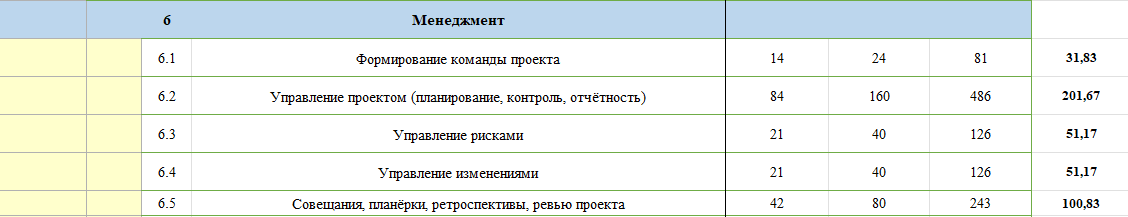 6 Менеджмент
6.1 Формирование команды проекта 14 24 81 31,83
6.2 Управление проектом (планирование, контроль, отчётность) 84 160 486 201,67
6.3 Управление рисками 21 40 126 51,17
6.4 Управление изменениями 21 40 126 51,17
6.5 Совещания, планёрки, ретроспективы, ревью проекта 42 80 243 100,83